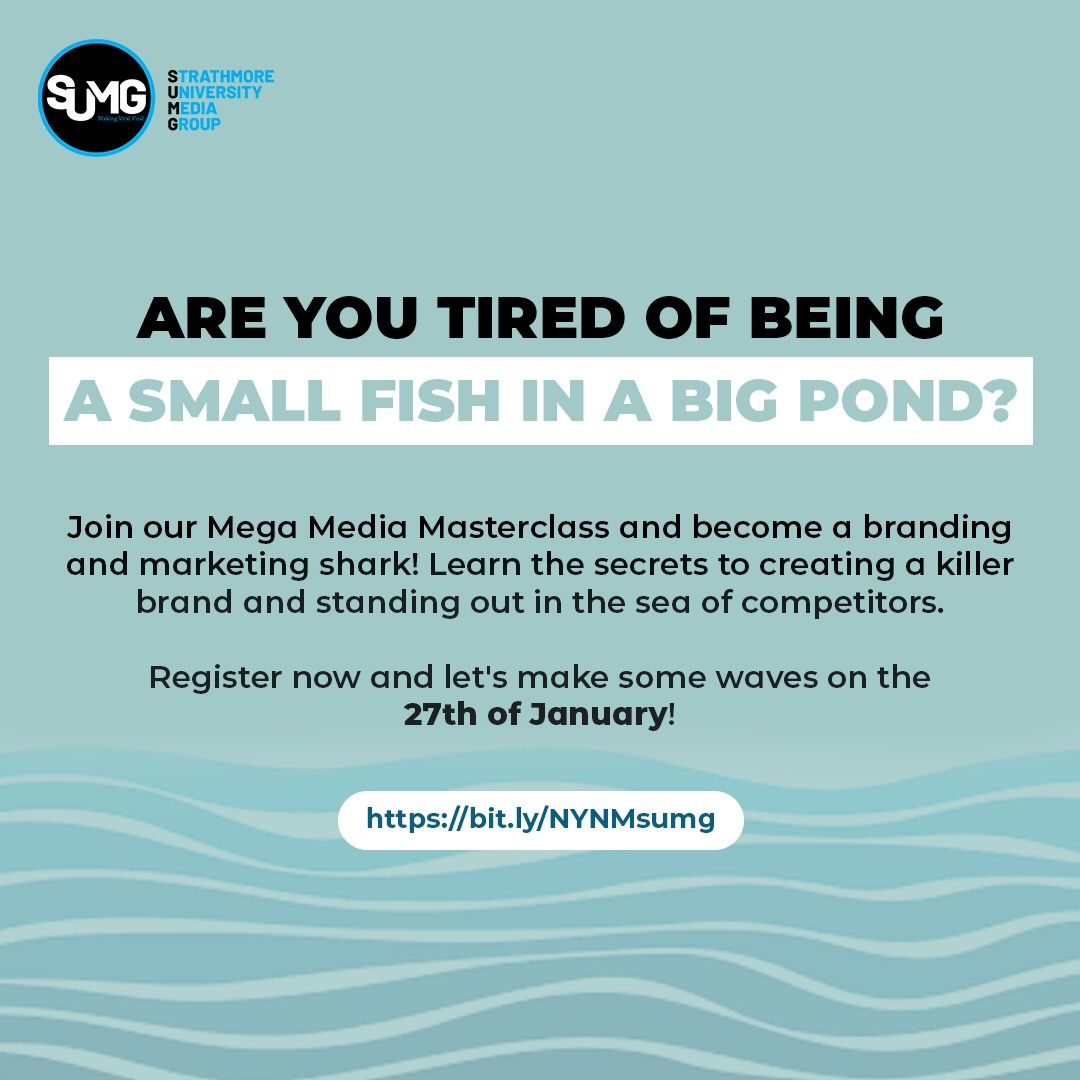 SUMG
Making Vital Viral
STRATHMORE
UNIVERSITY
MEDIA
GROUP
ARE YOU TIRED OF BEING
A SMALL FISH IN A BIG POND?
Join our Mega Media Masterclass and become a branding
and marketing shark! Learn the secrets to creating a killer
brand and standing out in the sea of competitors.
Register now and let's make some waves on the
27th of January!
https://bit.ly/NYNMsumg